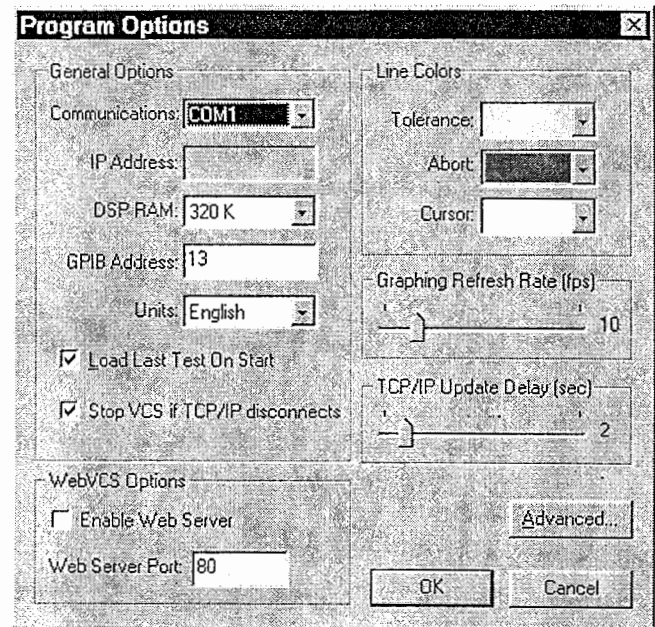 Program Options
General Options
Communications: COM1
IP Address:
DSP RAM: 320 K
GPIB Address: 13
Units: English
Load Last Test On Start
Stop VCS if TCP/IP disconnects
WebVCS Options
Enable Web Server
Web Server Port: 80
Line Colors
Tolerance:
Abort:
Cursor:
Graphing Refresh Rate (fps)
10
TCP/IP Update Delay (sec)
2
Advanced...
OK
Cancel